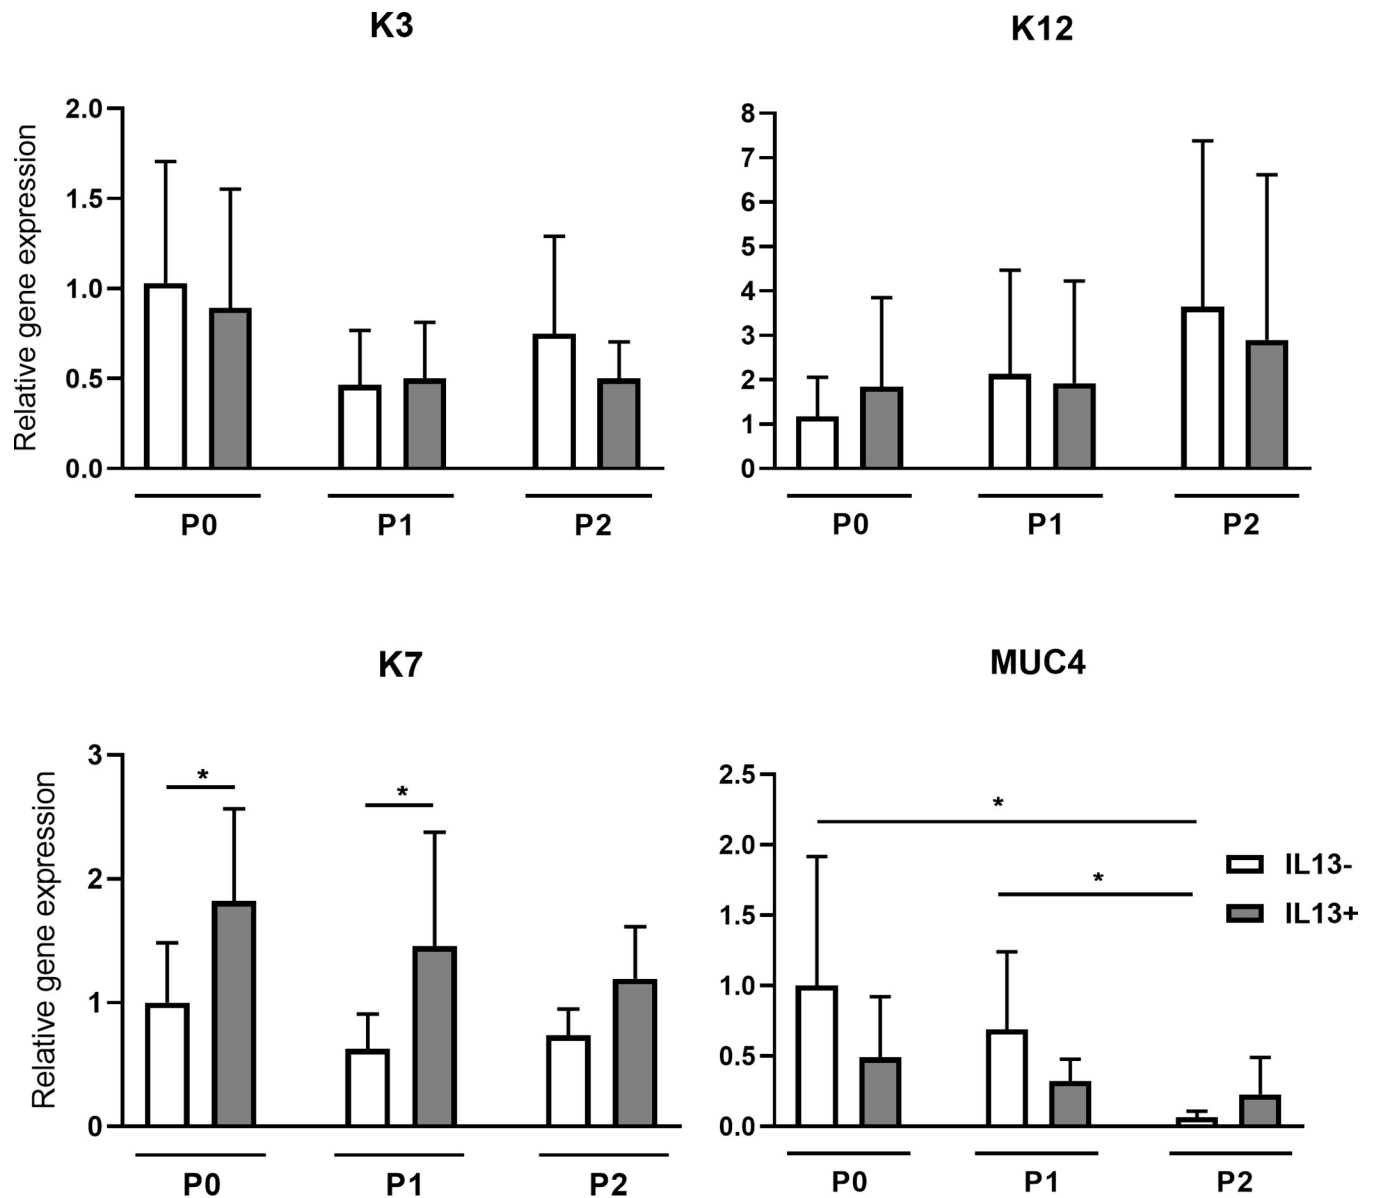 K3
K12
Relative gene expression
2.0
1.5
1.0
0.5
0.0
P0
P1
P2
8
7
6
5
4
3
2
1
0
P0
P1
P2
K7
MUC4
Relative gene expression
3
2
1
0
*
*
P0
P1
P2
2.5
2.0
1.5
1.0
0.5
0.0
*
*
P0
P1
P2
IL13-
IL13+